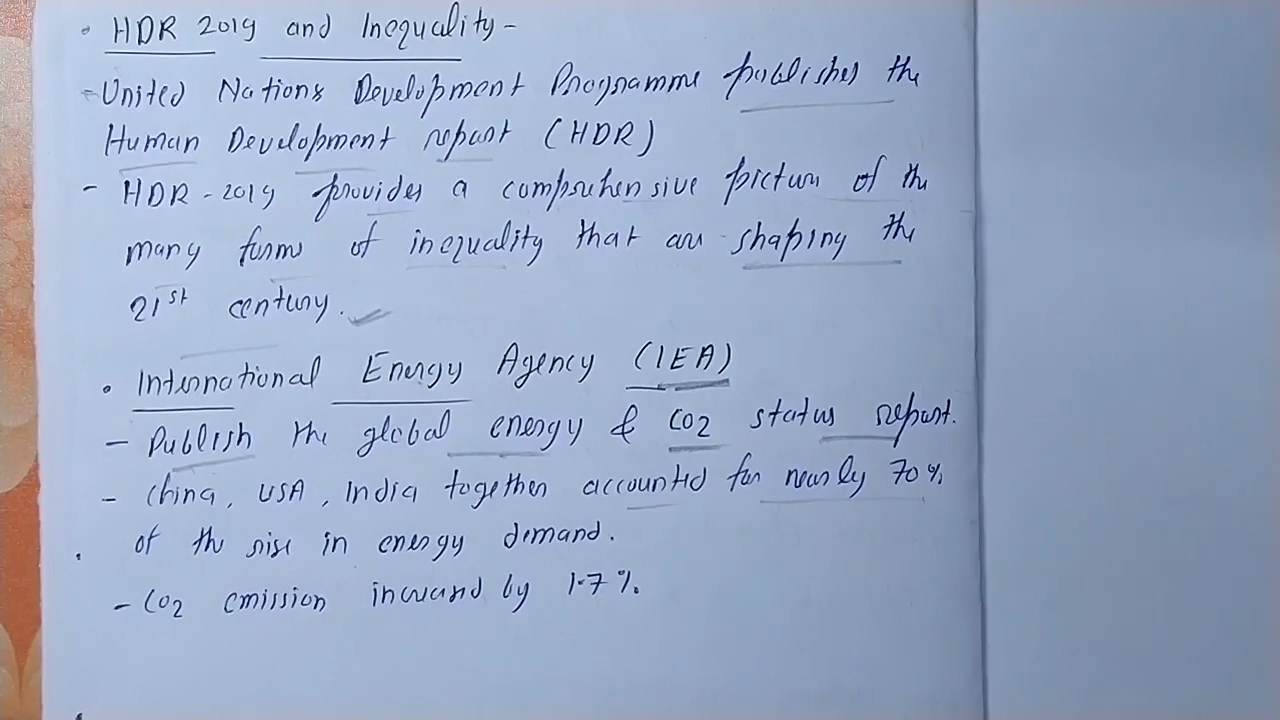 • HDR 2019 and Inequality -
- United Nations Development Programme publishes the
Human Development report (HDR)
- HDR - 2019 provides a comprehensive picture of the
many forms of inequality that are shaping the
21st century.
• International Energy Agency (IEA)
- Publish the global energy & CO2 status report.
- China, USA, India together accounted for nearly 70%
of the rise in energy demand.
- CO2 emission increased by 1.7%